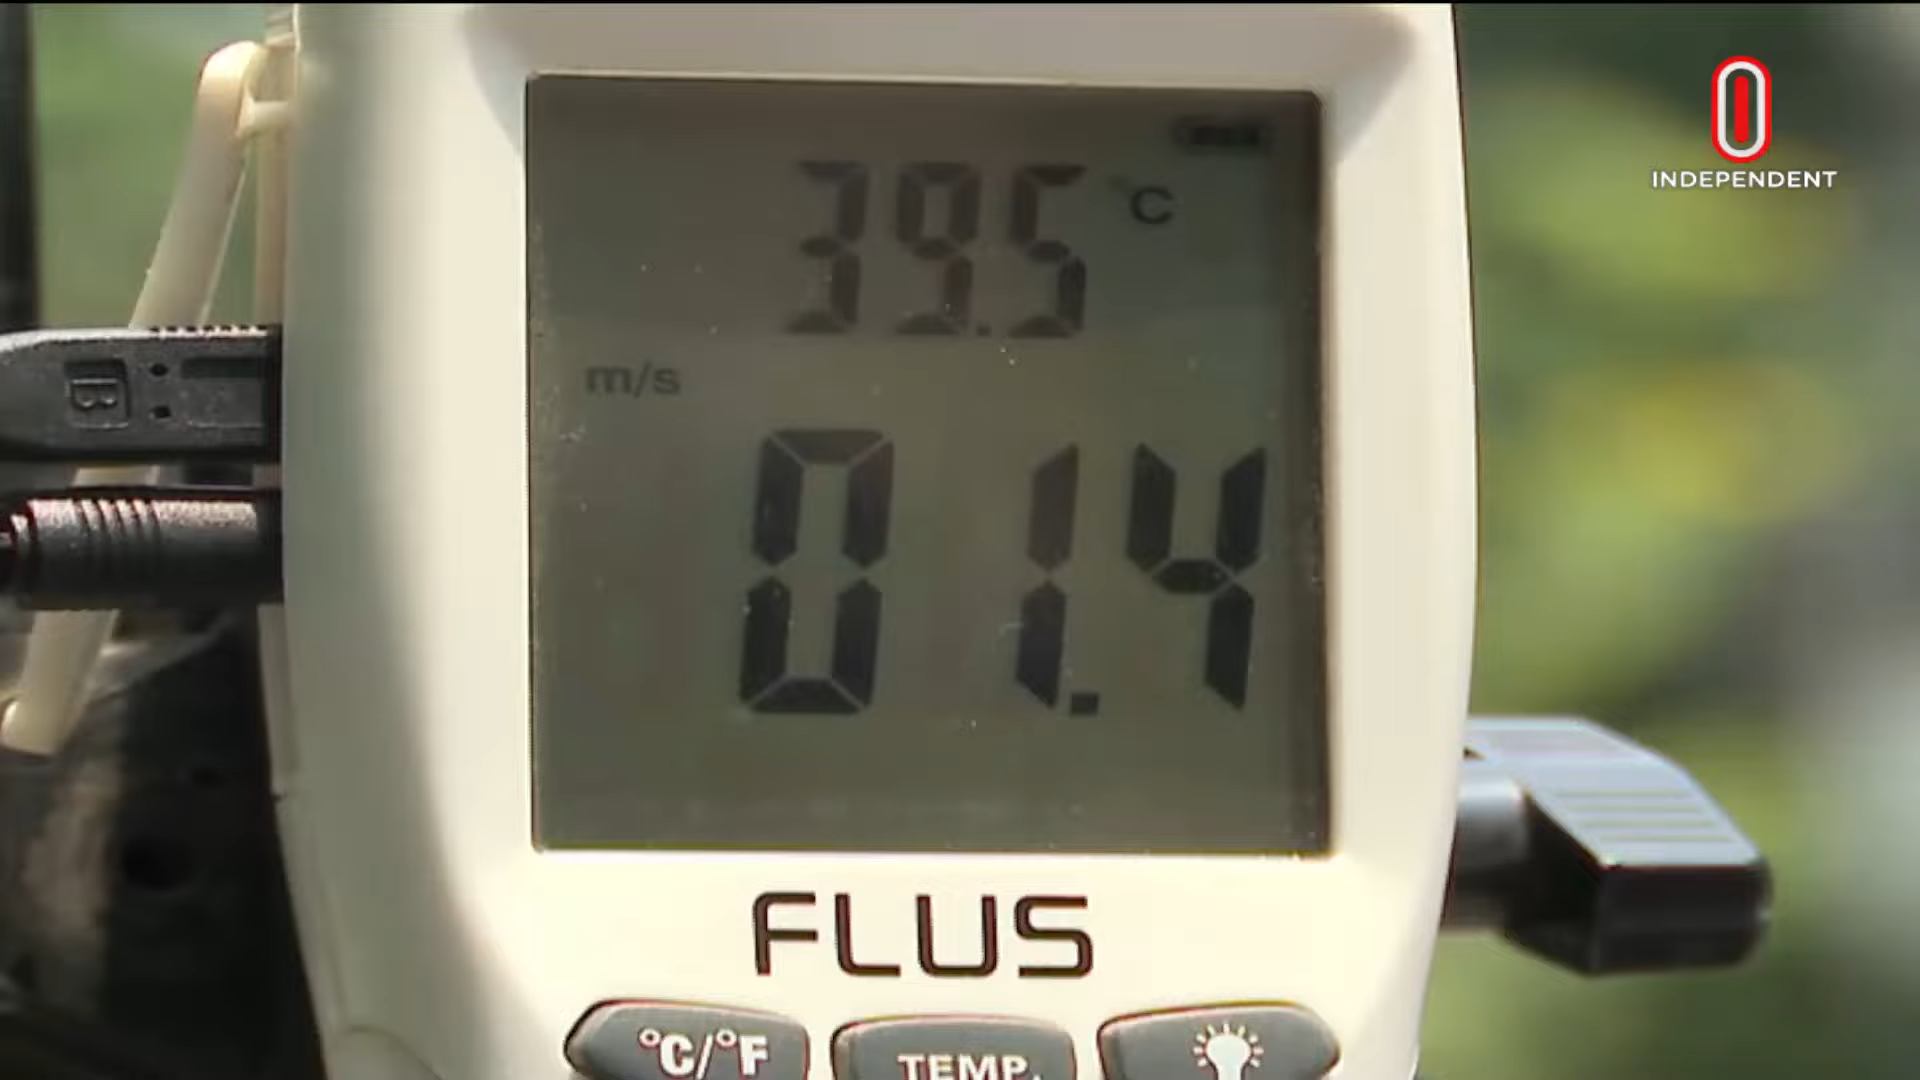 INDEPENDENT
39.5 °C
m/s
01.4
FLUS
°C/°F
TEMP.
B